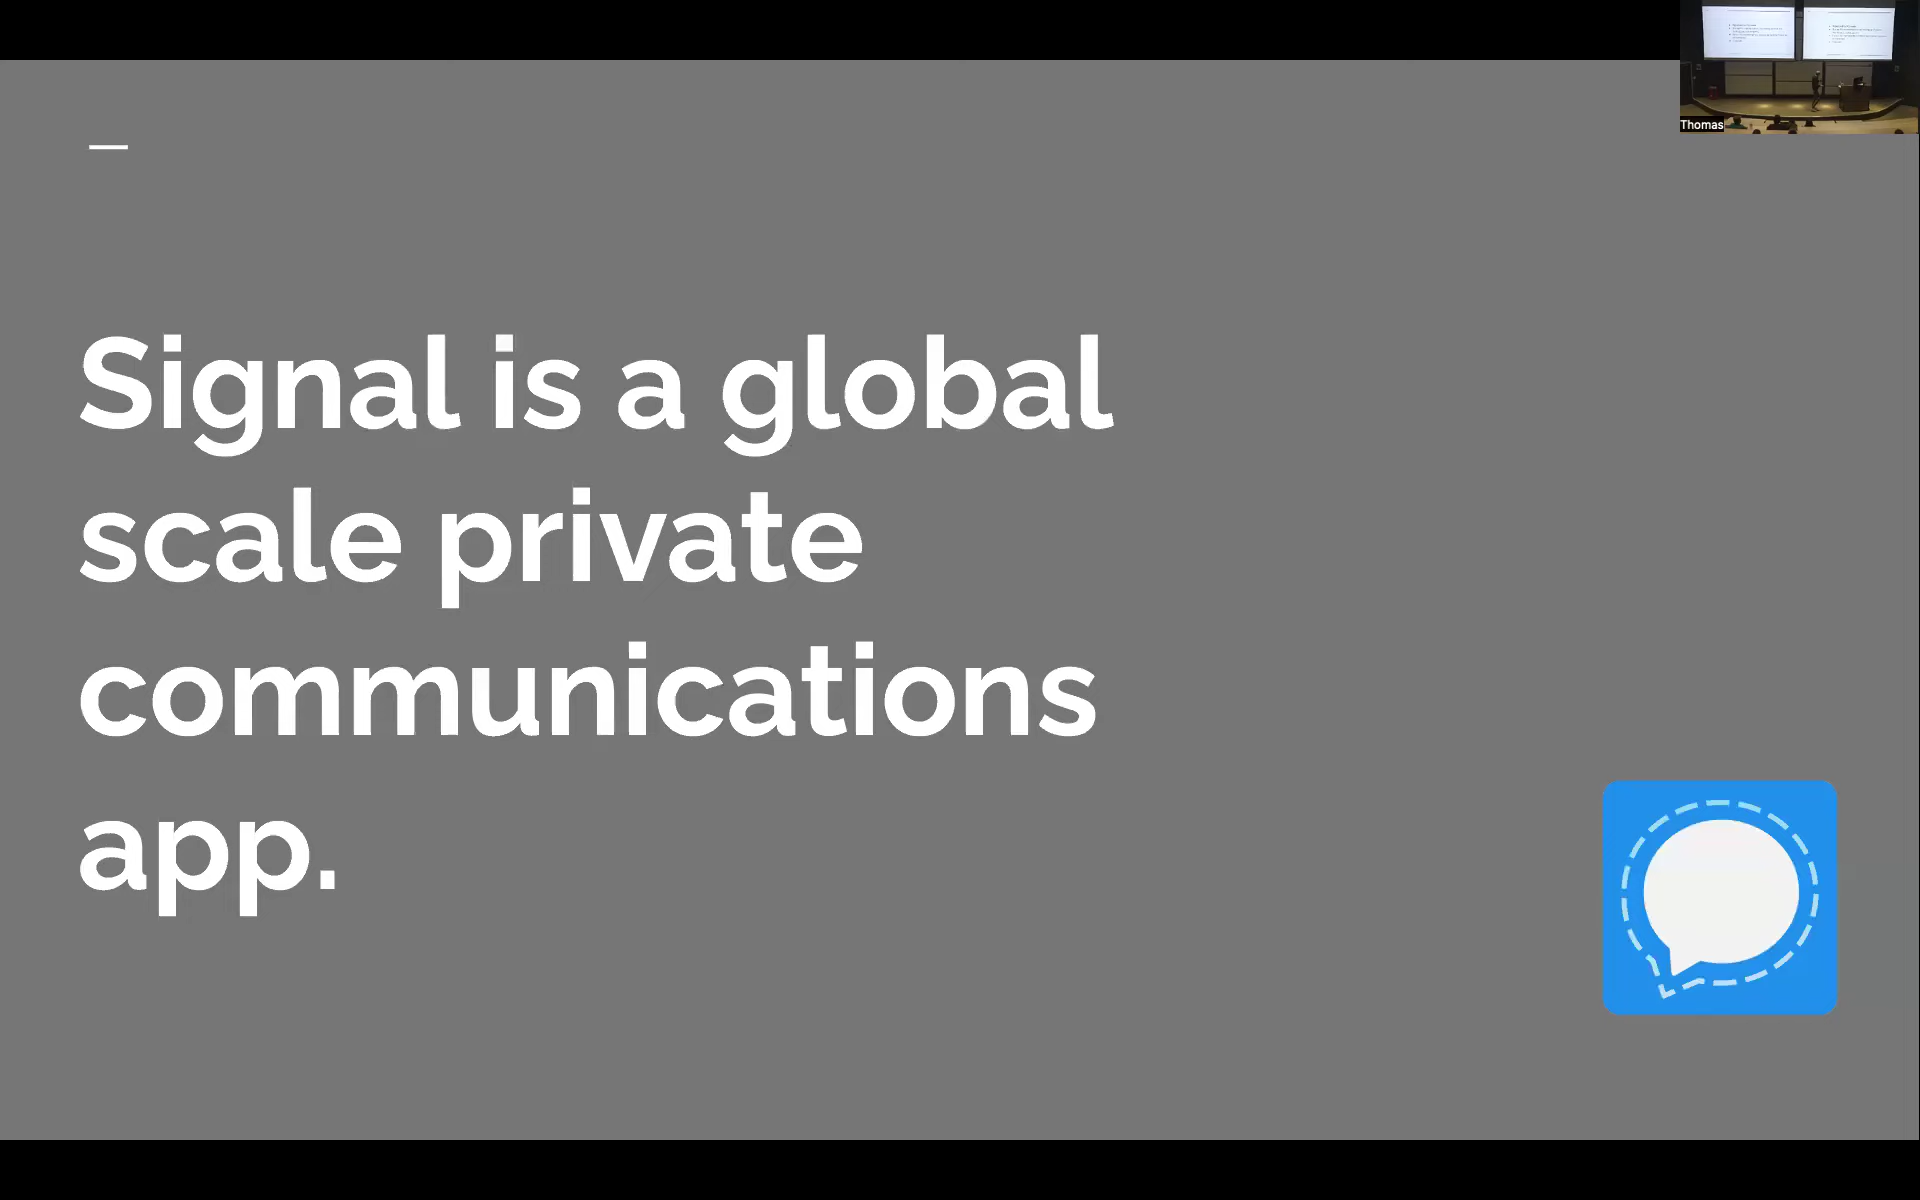 Thomas
Signal is a global
scale private
communications
app.